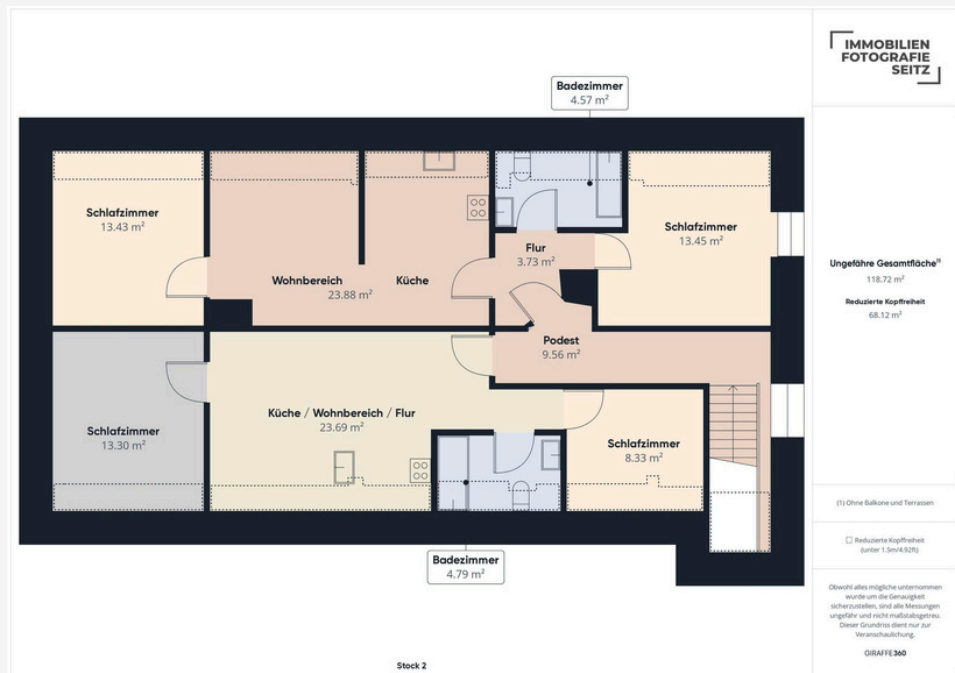 IMMOBILIEN
FOTOGRAFIE
SEITZ
Badezimmer
4.57 m²
Schlafzimmer
13.43 m²
Wohnbereich
Küche
23.88 m²
Flur
3.73 m²
Schlafzimmer
13.45 m²
Podest
9.56 m²
Schlafzimmer
13.30 m²
Küche / Wohnbereich / Flur
23.69 m²
Schlafzimmer
8.33 m²
Badezimmer
4.79 m²
Stock 2
Ungefähre Gesamtfläche⁽¹⁾
118.72 m²
Reduzierte Kopffreiheit
68.12 m²
(1) Ohne Balkone und Terrassen
Reduzierte Kopffreiheit
(unter 1.5m/4.92ft)
Obwohl alles mögliche unternommen
wurde um die Genauigkeit
sicherzustellen, sind alle Messungen
ungefähr und nicht maßstabsgetreu.
Dieser Grundriss dient nur zur
Veranschaulichung.
GIRAFFE360